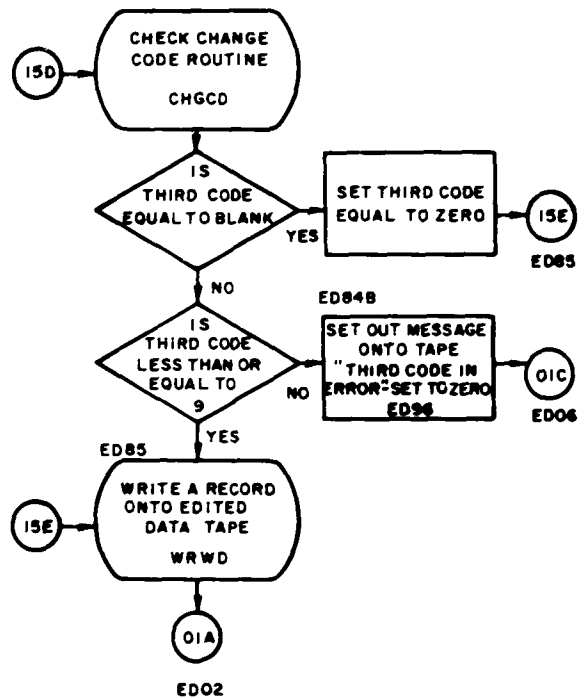 CHECK CHANGE
CODE ROUTINE
15D
CHGCD
IS
THIRD CODE
EQUAL TO BLANK
YES
SET THIRD CODE
EQUAL TO ZERO
15E
ED85
NO
ED84B
IS
THIRD CODE
LESS THAN OR
EQUAL TO
9
NO
SET OUT MESSAGE
ONTO TAPE
"THIRD CODE IN
ERROR"-SET TO ZERO
ED96
01C
ED06
YES
ED85
WRITE A RECORD
ONTO EDITED
DATA TAPE
15E
WRWD
01A
ED02